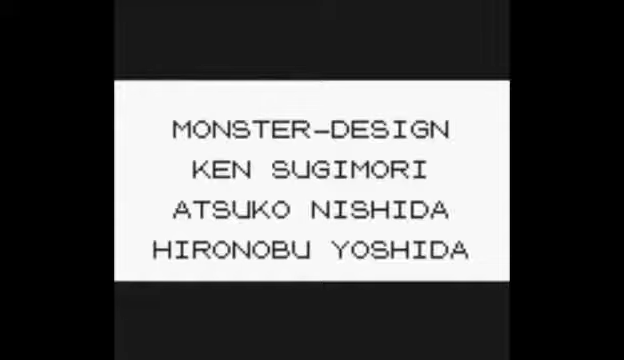 MONSTER-DESIGN
KEN SUGIMORI
ATSUKO NISHIDA
HIRONOBU YOSHIDA